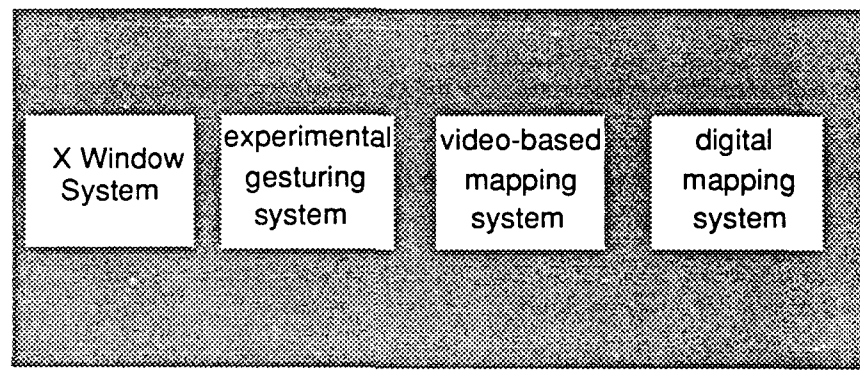 X Window
System
experimental
gesturing
system
video-based
mapping
system
digital
mapping
system